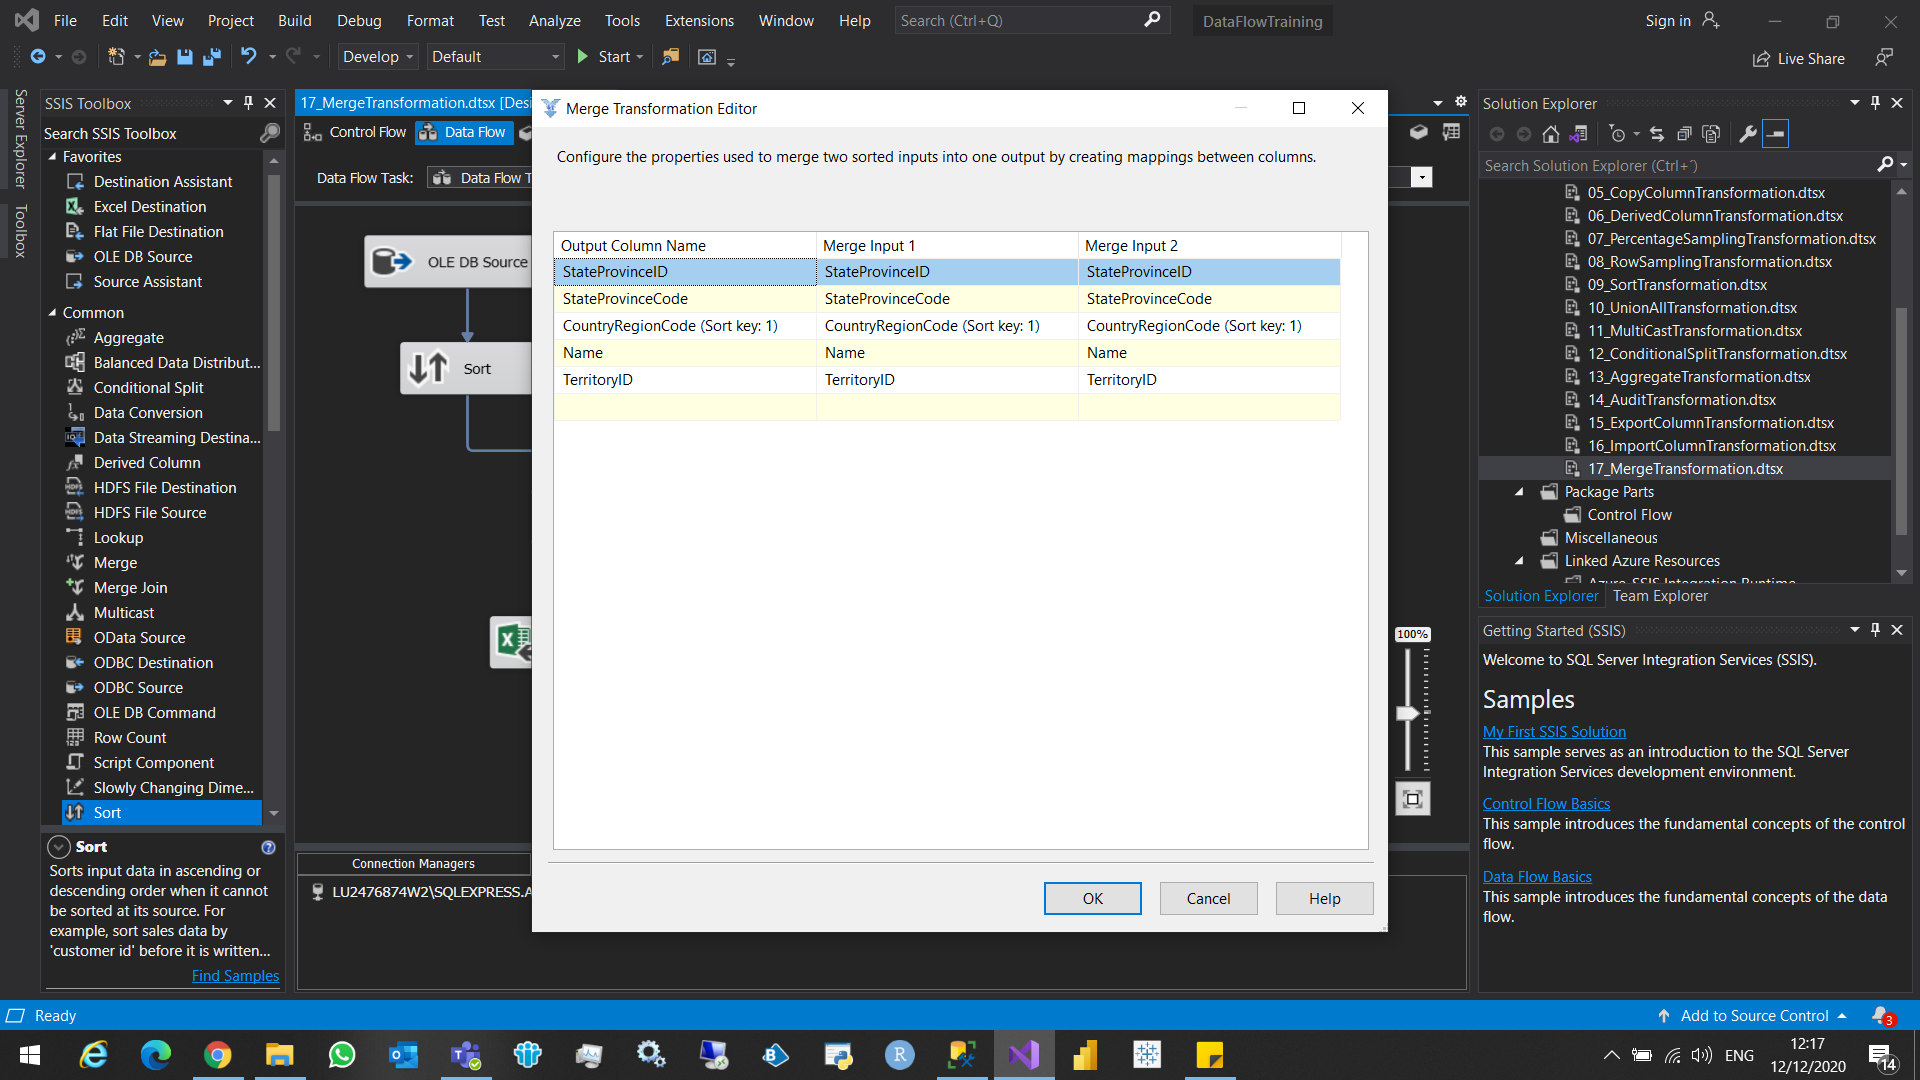 File Edit View Project Build Debug Format Test Analyze Tools Extensions Window Help Search (Ctrl+Q) DataFlowTraining Sign in
Develop Default Start Live Share
Server Explorer
Toolbox
SSIS Toolbox
Search SSIS Toolbox
Favorites
Destination Assistant
Excel Destination
Flat File Destination
OLE DB Source
Source Assistant
Common
Aggregate
Balanced Data Distribut...
Conditional Split
Data Conversion
Data Streaming Destina...
Derived Column
HDFS File Destination
HDFS File Source
Lookup
Merge
Merge Join
Multicast
OData Source
ODBC Destination
ODBC Source
OLE DB Command
Row Count
Script Component
Slowly Changing Dime...
Sort
Sort
Sorts input data in ascending or
descending order when it cannot
be sorted at its source. For
example, sort sales data by
'customer id' before it is written...
Find Samples
17_MergeTransformation.dtsx [Desi
Control Flow Data Flow
Data Flow Task: Data Flow T
OLE DB Source
Sort
Connection Managers
LU2476874W2\SQLEXPRESS.A
Merge Transformation Editor
Configure the properties used to merge two sorted inputs into one output by creating mappings between columns.
Output Column Name Merge Input 1 Merge Input 2
StateProvinceID StateProvinceID StateProvinceID
StateProvinceCode StateProvinceCode StateProvinceCode
CountryRegionCode (Sort key: 1) CountryRegionCode (Sort key: 1) CountryRegionCode (Sort key: 1)
Name Name Name
TerritoryID TerritoryID TerritoryID
OK Cancel Help
100%
Solution Explorer
Search Solution Explorer (Ctrl+¨)
05_CopyColumnTransformation.dtsx
06_DerivedColumnTransformation.dtsx
07_PercentageSamplingTransformation.dtsx
08_RowSamplingTransformation.dtsx
09_SortTransformation.dtsx
10_UnionAllTransformation.dtsx
11_MultiCastTransformation.dtsx
12_ConditionalSplitTransformation.dtsx
13_AggregateTransformation.dtsx
14_AuditTransformation.dtsx
15_ExportColumnTransformation.dtsx
16_ImportColumnTransformation.dtsx
17_MergeTransformation.dtsx
Package Parts
Control Flow
Miscellaneous
Linked Azure Resources
Azure-SSIS Integration Runtime
Solution Explorer Team Explorer
Getting Started (SSIS)
Welcome to SQL Server Integration Services (SSIS).
Samples
My First SSIS Solution
This sample serves as an introduction to the SQL Server
Integration Services development environment.
Control Flow Basics
This sample introduces the fundamental concepts of the control
flow.
Data Flow Basics
This sample introduces the fundamental concepts of the data
flow.
Ready Add to Source Control 3
ENG 12:17
12/12/2020 14